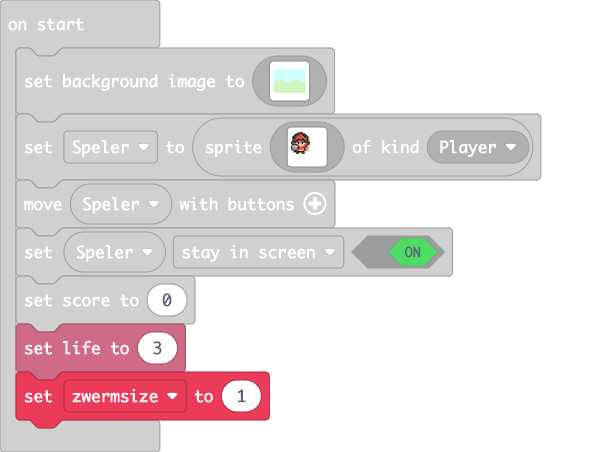 on start
set background image to
set Speler to sprite of kind Player
move Speler with buttons
set Speler stay in screen ON
set score to 0
set life to 3
set zwermsize to 1